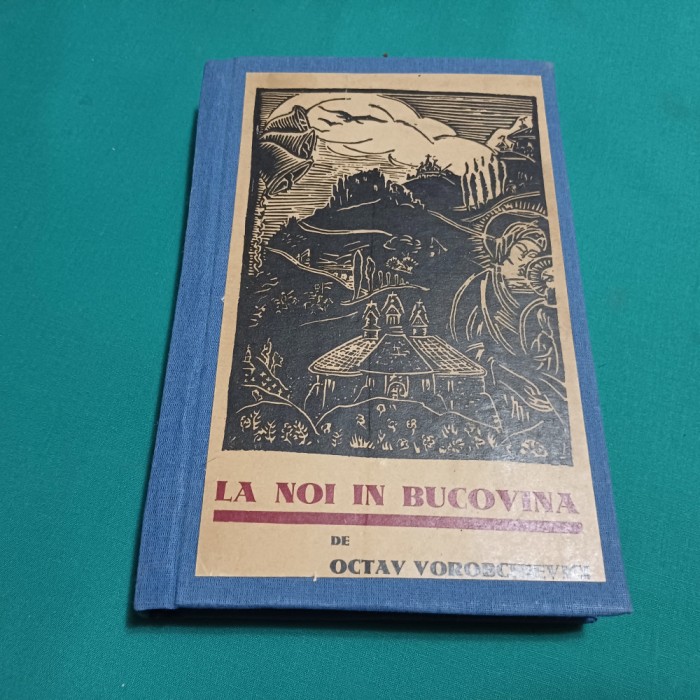 LA NOI IN BUCOVINA
DE
OCTAV VOROBCHIEVICI